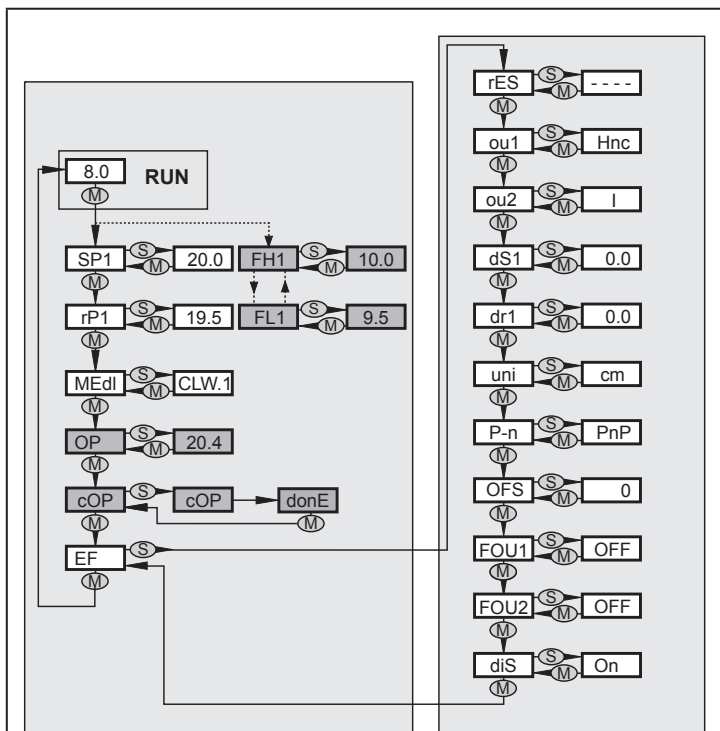 8.0 RUN
M
SP1 S M 20.0 FH1 S M 10.0
M
rP1 S M 19.5 FL1 S M 9.5
M
MEdI S M CLW.1
M
OP S M 20.4
M
cOP S cOP donE
M M
EF S
M
rES S M - - - -
M
ou1 S M Hnc
M
ou2 S M I
M
dS1 S M 0.0
M
dr1 S M 0.0
M
uni S M cm
M
P-n S M PnP
M
OFS S M 0
M
FOU1 S M OFF
M
FOU2 S M OFF
M
diS S M On
M